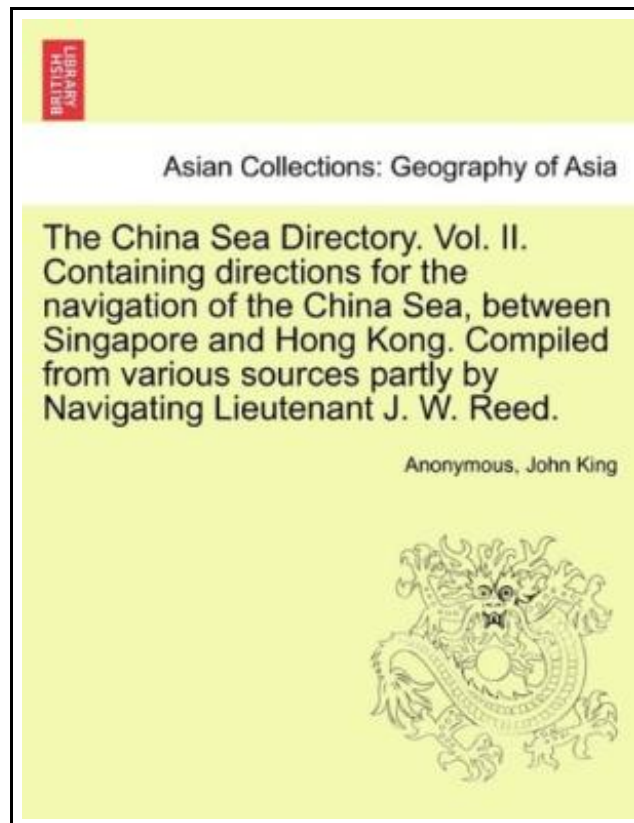 BRITISH
LIBRARY
Asian Collections: Geography of Asia
The China Sea Directory. Vol. II.
Containing directions for the
navigation of the China Sea, between
Singapore and Hong Kong. Compiled
from various sources partly by
Navigating Lieutenant J. W. Reed.
Anonymous, John King